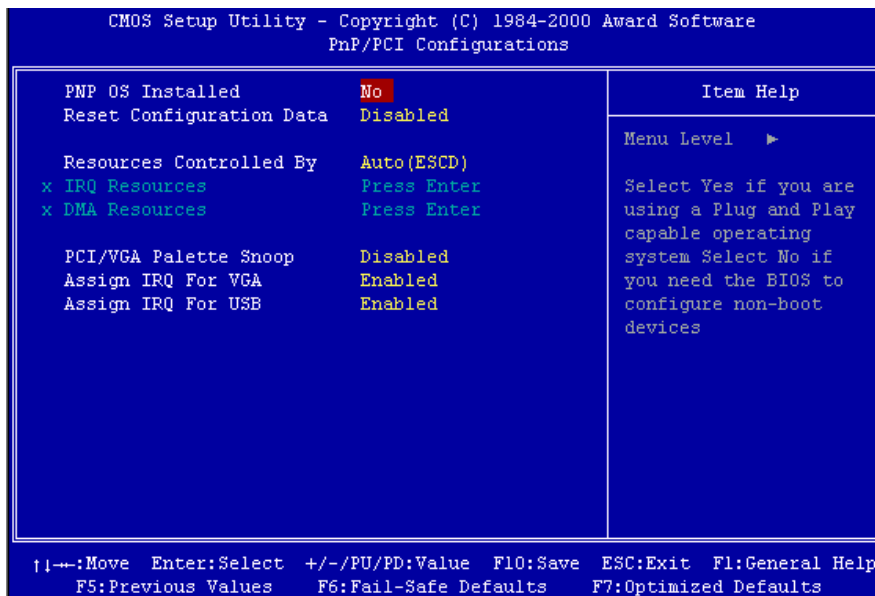 CMOS Setup Utility - Copyright (C) 1984-2000 Award Software
PnP/PCI Configurations
PNP OS Installed No
Reset Configuration Data Disabled
Resources Controlled By Auto(ESCD)
x IRQ Resources Press Enter
x DMA Resources Press Enter
PCI/VGA Palette Snoop Disabled
Assign IRQ For VGA Enabled
Assign IRQ For USB Enabled
Item Help
Menu Level ►
Select Yes if you are
using a Plug and Play
capable operating
system Select No if
you need the BIOS to
configure non-boot
devices
↑↓→←:Move Enter:Select +/-/PU/PD:Value F10:Save ESC:Exit F1:General Help
F5:Previous Values F6:Fail-Safe Defaults F7:Optimized Defaults